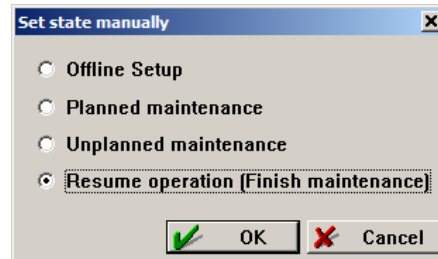 Set state manually
Offline Setup
Planned maintenance
Unplanned maintenance
Resume operation (Finish maintenance)
OK
Cancel